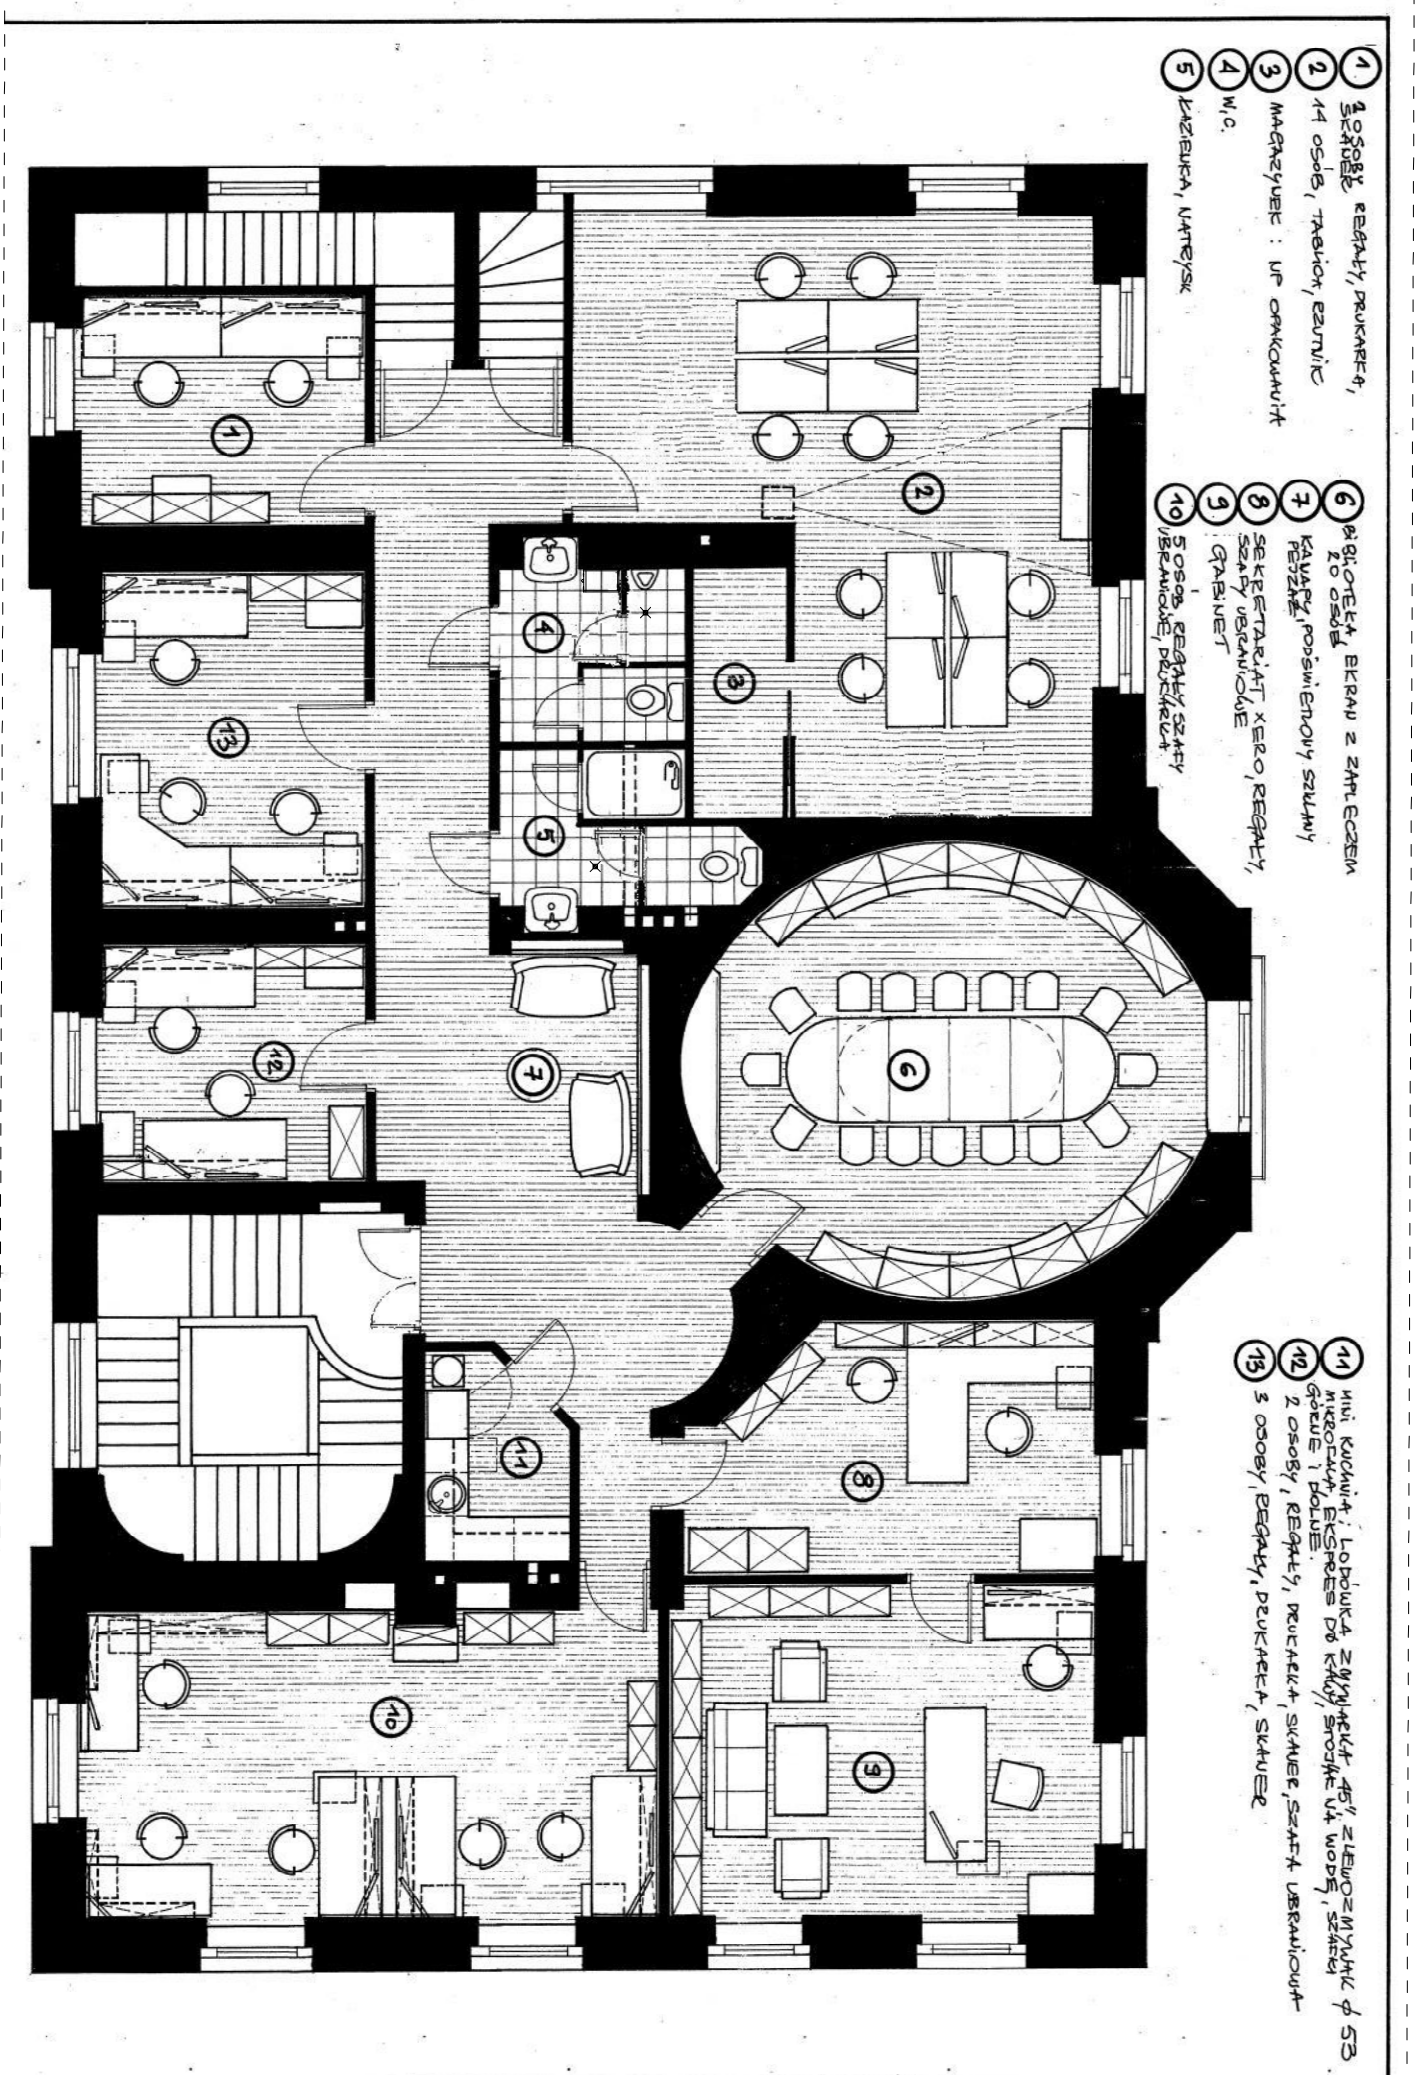 1 2 OSOBY REGAŁY, DRUKARKA,
SKANER
2 14 OSÓB, TABLICA, RZUTNIK
3 MAGAZYNEK : NP OPAKOWANIA
4 W.C.
5 ŁAZIENKA, NATRYSK
6 BIBLIOTEKA, EKRAN Z ZAPLECZEM
20 OSÓB
7 KANAPY, PODŚWIETLONY SZKLANY
PEJZAŻ,
8 SEKRETARIAT XERO, REGAŁY,
SZAFY UBRANIOWE
9 GABINET
10 5 OSÓB REGAŁY, SZAFY
UBRANIOWE, DRUKARKA
11 MINI KUCHNIA: LODÓWKA ZMYWARKA 45", ZLEWOZMYWAK φ 53
MIKROFALA, EKSPRES DO KAWY, STOJAK NA WODĘ, SZAFKI
GÓRNE I DOLNE.
12 2 OSOBY, REGAŁY, DRUKARKA, SKANER, SZAFA UBRANIOWA
13 3 OSOBY, REGAŁY, DRUKARKA, SKANER
1
2
3
4
5
6
7
8
9
10
11
12
13